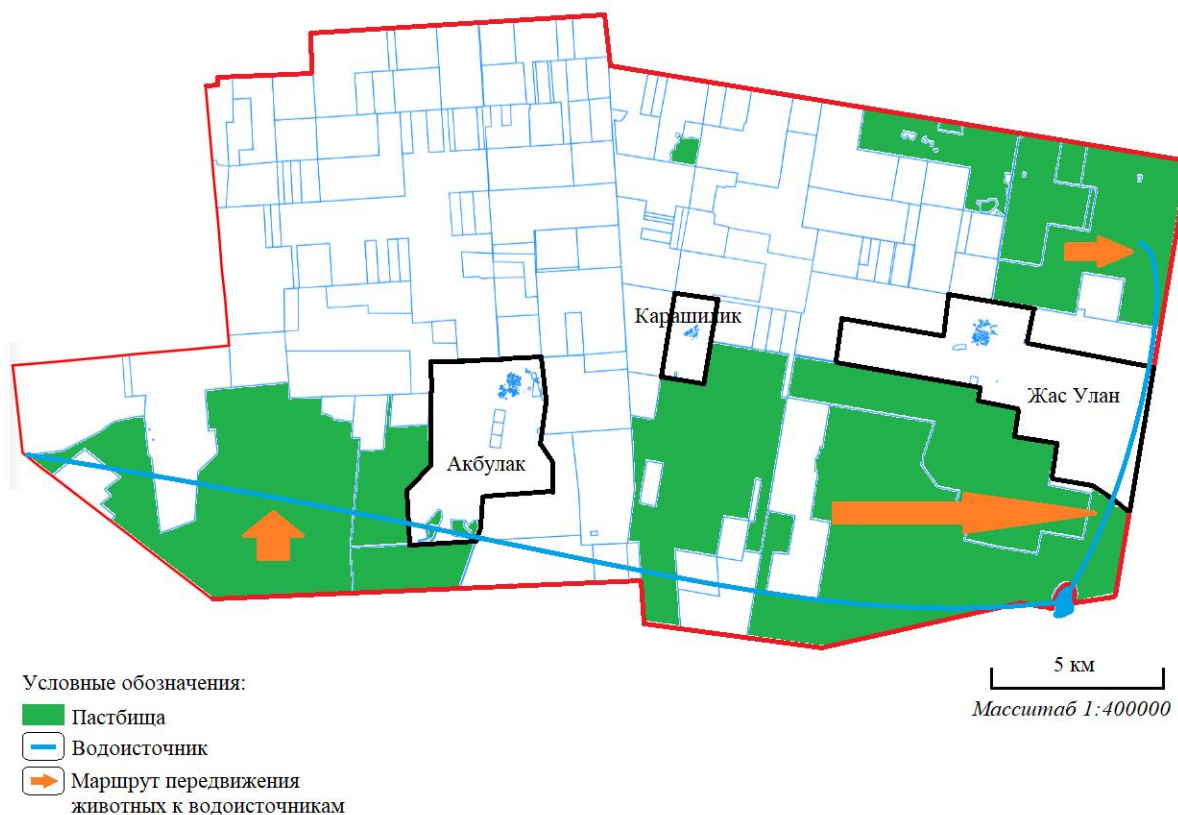 Карашилик
Жас Улан
Акбулак
5 км
Масштаб 1:400000
Условные обозначения:
Пастбища
Водоисточник
Маршрут передвижения
животных к водоисточникам